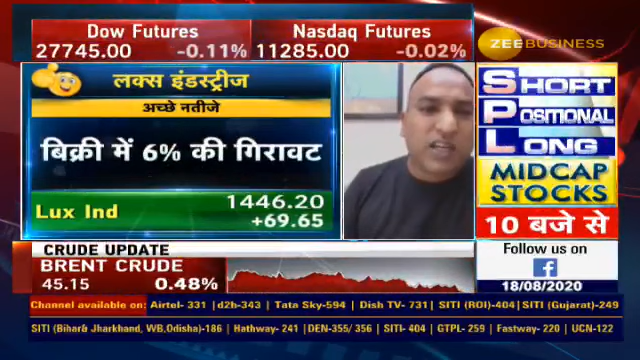 Dow Futures
27745.00 -0.11%
Nasdaq Futures
11285.00 -0.02%
ZEE BUSINESS
लक्स इंडस्ट्रीज
अच्छे नतीजे
बिक्री में 6% की गिरावट
Lux Ind
1446.20
+69.65
SHORT
POSITIONAL
LONG
MIDCAP
STOCKS
10 बजे से
CRUDE UPDATE
BRENT CRUDE
45.15 0.48%
Follow us on
f
18/08/2020
Channel available on: Airtel- 331 |d2h-343 | Tata Sky-594 | Dish TV- 731| SITI (ROI)-404| SITI (Gujarat)-249
SITI (Bihar& Jharkhand, WB,Odisha)-186 | Hathway- 241 |DEN-355/ 356 | SITI- 404 | GTPL- 259 | Fastway- 220 | UCN-122